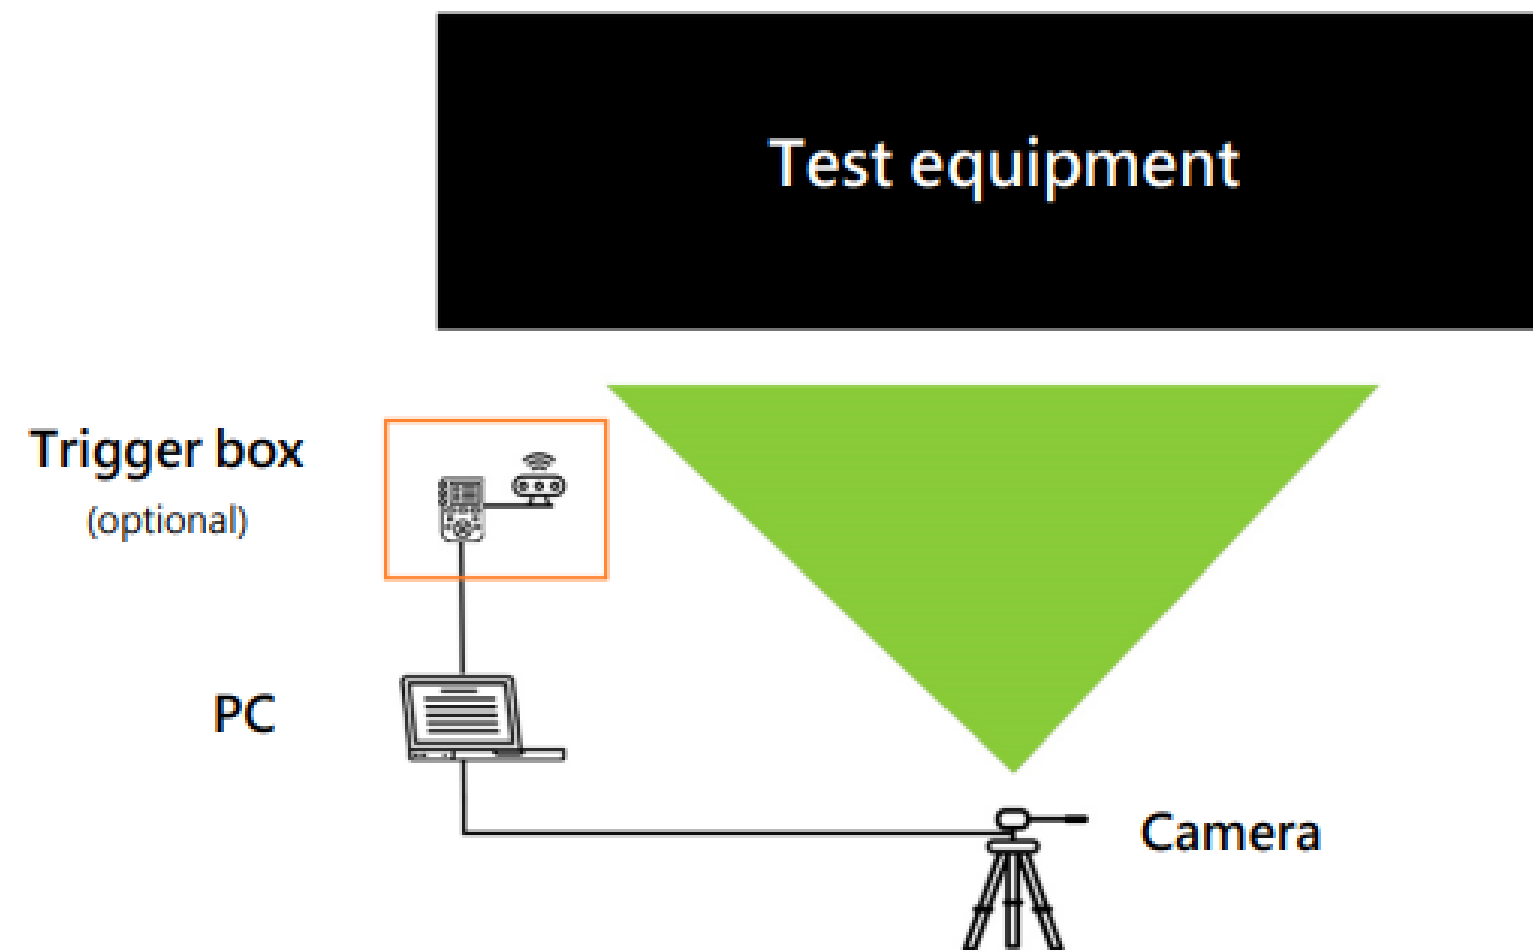 Test equipment
Trigger box
(optional)
PC
Camera